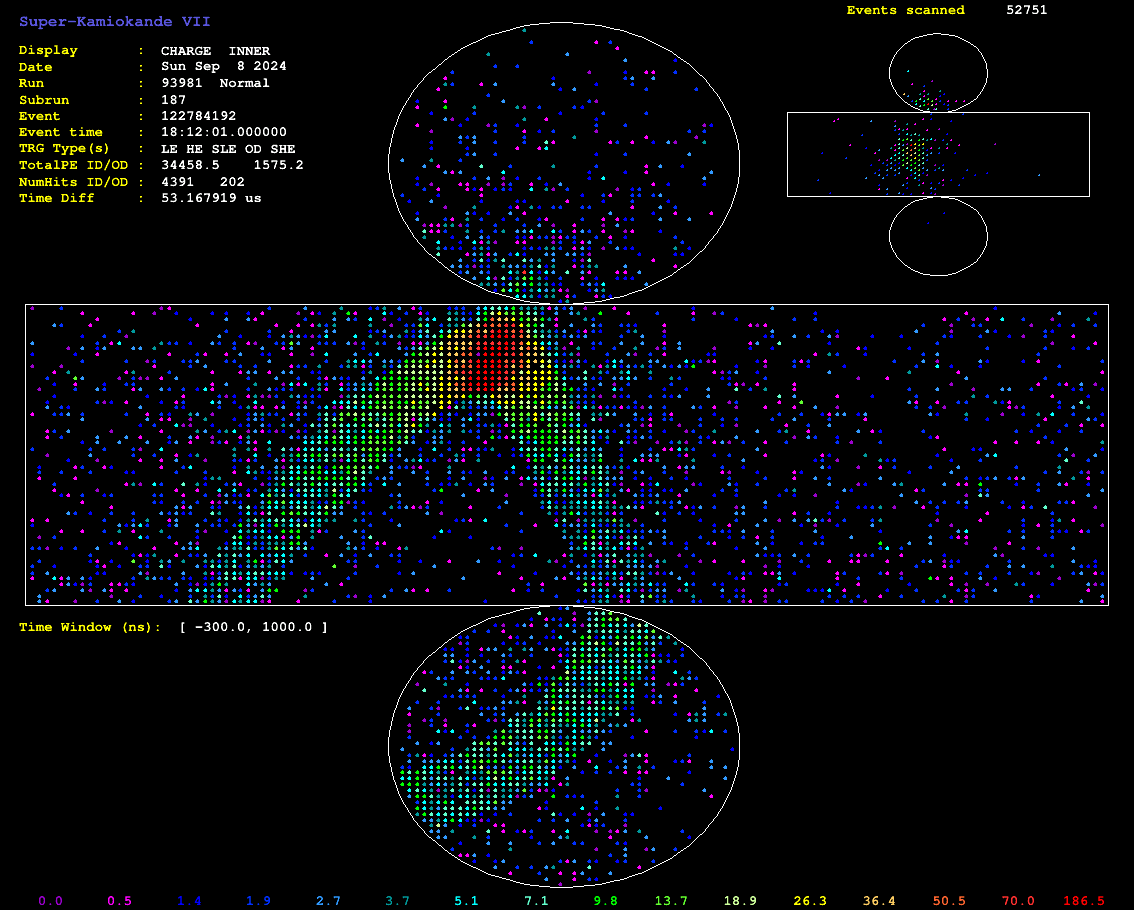 Super-Kamiokande VII
Events scanned 52751
Display : CHARGE INNER
Date : Sun Sep 8 2024
Run : 93981 Normal
Subrun : 187
Event : 122784192
Event time : 18:12:01.000000
TRG Type(s) : LE HE SLE OD SHE
TotalPE ID/OD : 34458.5 1575.2
NumHits ID/OD : 4391 202
Time Diff : 53.167919 us
Time Window (ns): [ -300.0, 1000.0 ]
0.0 0.5 1.4 1.9 2.7 3.7 5.1 7.1 9.8 13.7 18.9 26.3 36.4 50.5 70.0 186.5